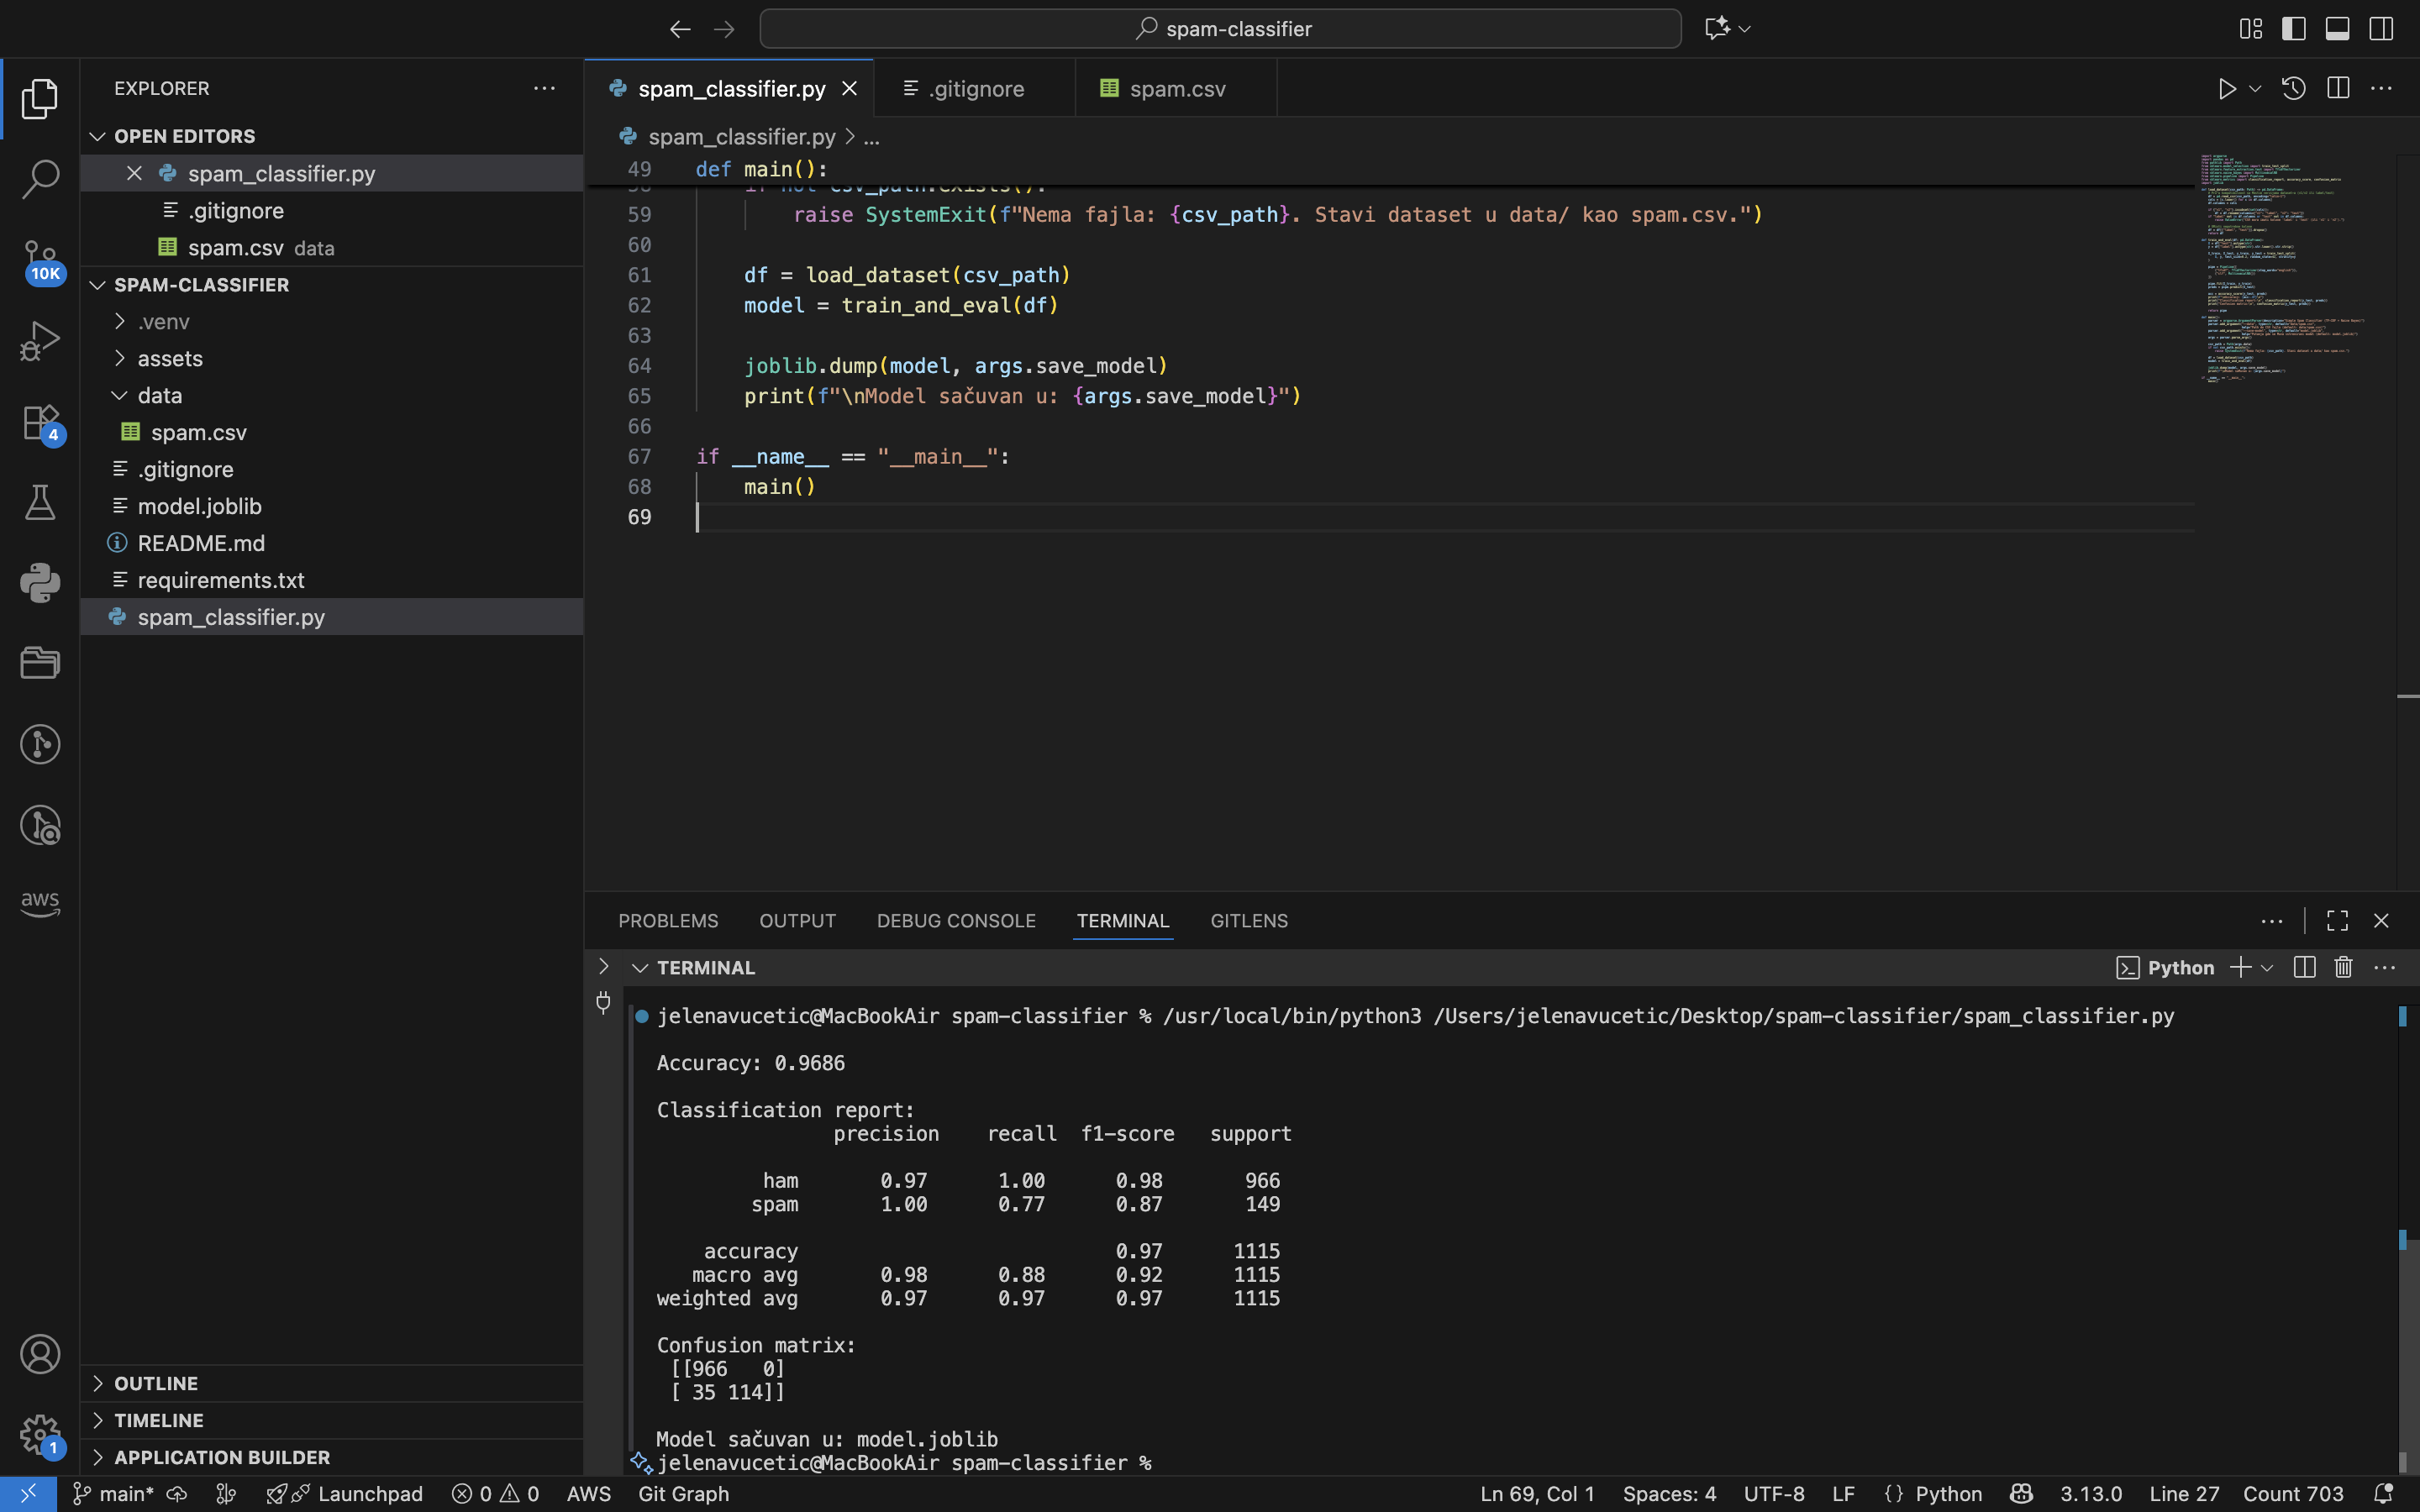 spam-classifier
EXPLORER
OPEN EDITORS
spam_classifier.py
.gitignore
spam.csv data
SPAM-CLASSIFIER
.venv
assets
data
spam.csv
.gitignore
model.joblib
README.md
requirements.txt
spam_classifier.py
OUTLINE
TIMELINE
APPLICATION BUILDER
10K
4
aws
1
spam_classifier.py
.gitignore
spam.csv
spam_classifier.py > ...
49 def main():
59 raise SystemExit(f"Nema fajla: {csv_path}. Stavi dataset u data/ kao spam.csv.")
60
61 df = load_dataset(csv_path)
62 model = train_and_eval(df)
63
64 joblib.dump(model, args.save_model)
65 print(f"\nModel sačuvan u: {args.save_model}")
66
67 if __name__ == "__main__":
68 main()
69
PROBLEMS OUTPUT DEBUG CONSOLE TERMINAL GITLENS
TERMINAL
Python
jelenavucetic@MacBookAir spam-classifier % /usr/local/bin/python3 /Users/jelenavucetic/Desktop/spam-classifier/spam_classifier.py
Accuracy: 0.9686
Classification report:
precision recall f1-score support
ham 0.97 1.00 0.98 966
spam 1.00 0.77 0.87 149
accuracy 0.97 1115
macro avg 0.98 0.88 0.92 1115
weighted avg 0.97 0.97 0.97 1115
Confusion matrix:
[[966 0]
[ 35 114]]
Model sačuvan u: model.joblib
jelenavucetic@MacBookAir spam-classifier %
main* Launchpad 0 0 AWS Git Graph Ln 69, Col 1 Spaces: 4 UTF-8 LF {} Python 3.13.0 Line 27 Count 703